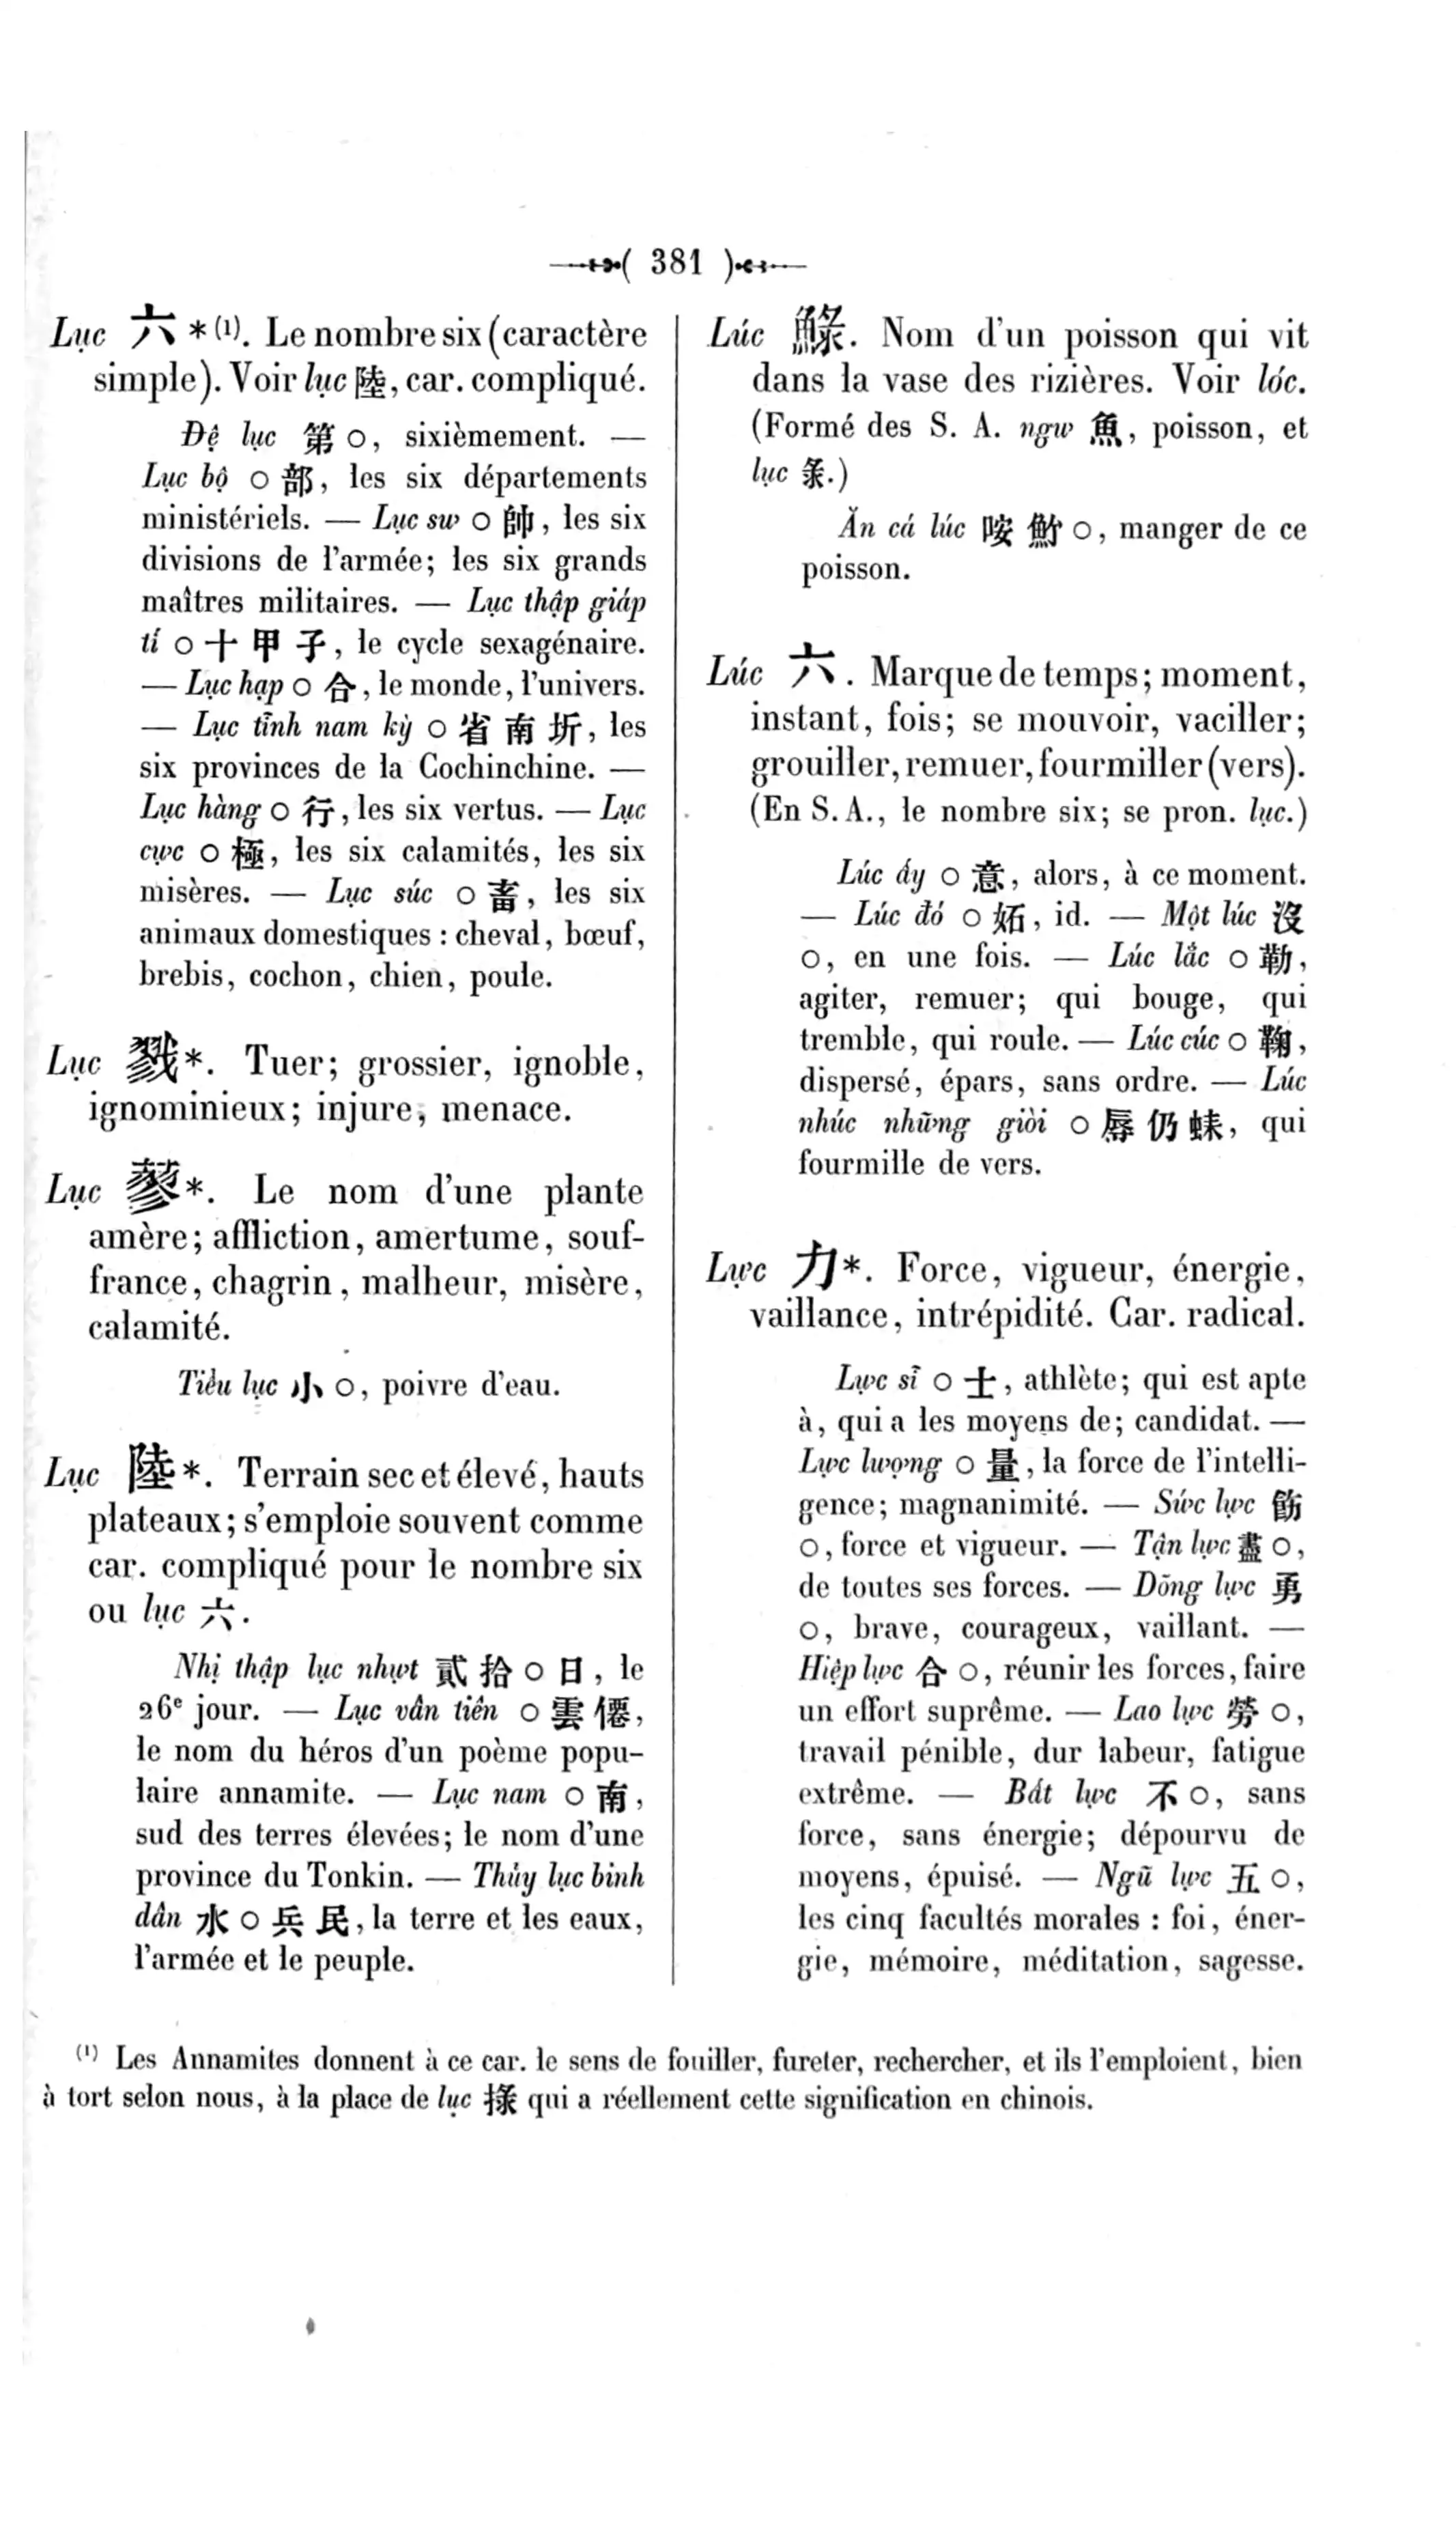 ( 381 )
Lục 六 * (1). Le nombre six (caractère
simple). Voir lục 陸, car. compliqué.
Đệ lục 第 ○, sixièmement. —
Lục bộ ○ 部, les six départements
ministériels. — Lục sư ○ 帥, les six
divisions de l'armée; les six grands
maîtres militaires. — Lục thập giáp
tí ○ 十 甲 子, le cycle sexagénaire.
— Lục hạp ○ 合, le monde, l'univers.
— Lục tỉnh nam kỳ ○ 省 南 圻, les
six provinces de la Cochinchine. —
Lục hàng ○ 行, les six vertus. — Lục
cực ○ 極, les six calamités, les six
misères. — Lục súc ○ 畜, les six
animaux domestiques : cheval, bœuf,
brebis, cochon, chien, poule.
Lục 戮*. Tuer; grossier, ignoble,
ignominieux; injure, menace.
Lục 蓼*. Le nom d'une plante
amère; affliction, amertume, souf-
france, chagrin, malheur, misère,
calamité.
Tiểu lục 小 ○, poivre d'eau.
Lục 陸*. Terrain sec et élevé, hauts
plateaux; s'emploie souvent comme
car. compliqué pour le nombre six
ou lục 六.
Nhị thập lục nhựt 貳 拾 ○ 日, le
26e jour. — Lục vân tiên ○ 雲 僊,
le nom du héros d'un poème popu-
laire annamite. — Lục nam ○ 南,
sud des terres élevées; le nom d'une
province du Tonkin. — Thủy lục binh
dân 水 ○ 兵 民, la terre et les eaux,
l'armée et le peuple.
Lúc 𩺠. Nom d'un poisson qui vit
dans la vase des rizières. Voir lóc.
(Formé des S. A. ngư 魚, poisson, et
lục 彔.)
Ăn cá lúc 咹 𩵜 ○, manger de ce
poisson.
Lúc 六. Marque de temps; moment,
instant, fois; se mouvoir, vaciller;
grouiller, remuer, fourmiller (vers).
(En S. A., le nombre six; se pron. lục.)
Lúc ấy ○ 意, alors, à ce moment.
— Lúc đó ○ 妬, id. — Một lúc 沒
○, en une fois. — Lúc lắc ○ 勒,
agiter, remuer; qui bouge, qui
tremble, qui roule. — Lúc cúc ○ 鞠,
dispersé, épars, sans ordre. — Lúc
nhúc những giòi ○ 辱 仍 蛛, qui
fourmille de vers.
Lực 力*. Force, vigueur, énergie,
vaillance, intrépidité. Car. radical.
Lực sĩ ○ 士, athlète; qui est apte
à, qui a les moyens de; candidat. —
Lực lượng ○ 量, la force de l'intelli-
gence; magnanimité. — Sức lực 飭
○, force et vigueur. — Tận lực 盡 ○,
de toutes ses forces. — Dõng lực 勇
○, brave, courageux, vaillant. —
Hiệp lực 合 ○, réunir les forces, faire
un effort suprême. — Lao lực 勞 ○,
travail pénible, dur labeur, fatigue
extrême. — Bất lực 不 ○, sans
force, sans énergie; dépourvu de
moyens, épuisé. — Ngũ lực 五 ○,
les cinq facultés morales : foi, éner-
gie, mémoire, méditation, sagesse.
(1) Les Annamites donnent à ce car. le sens de fouiller, fureter, rechercher, et ils l'emploient, bien
à tort selon nous, à la place de lục 㨯 qui a réellement cette signification en chinois.